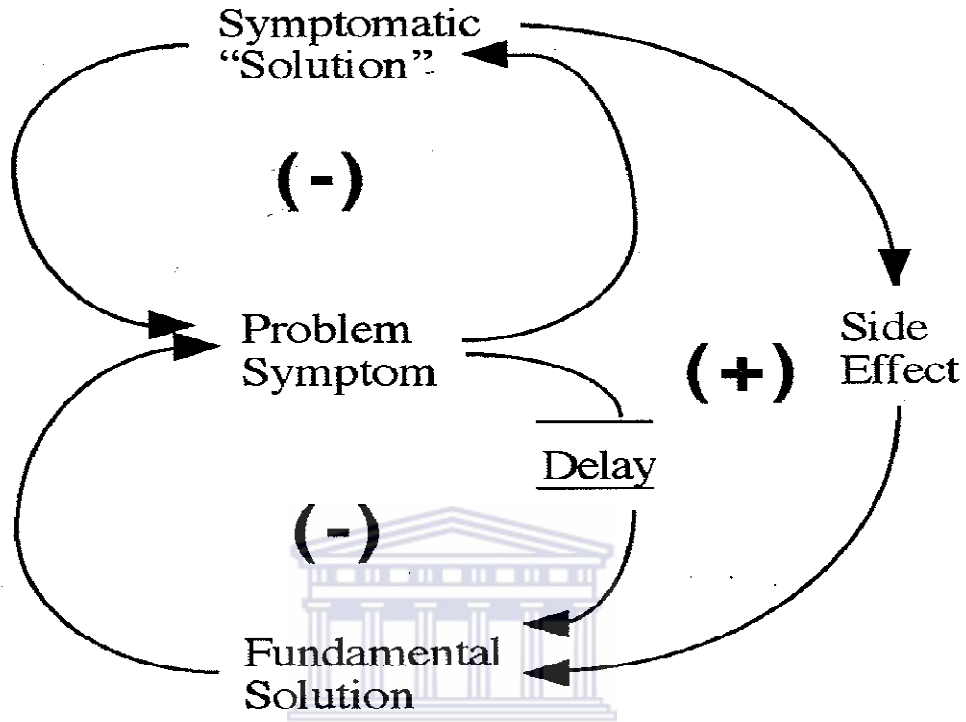 Symptomatic
“Solution”
(-)
Problem
Symptom
Side
Effect
(+)
Delay
(-)
Fundamental
Solution